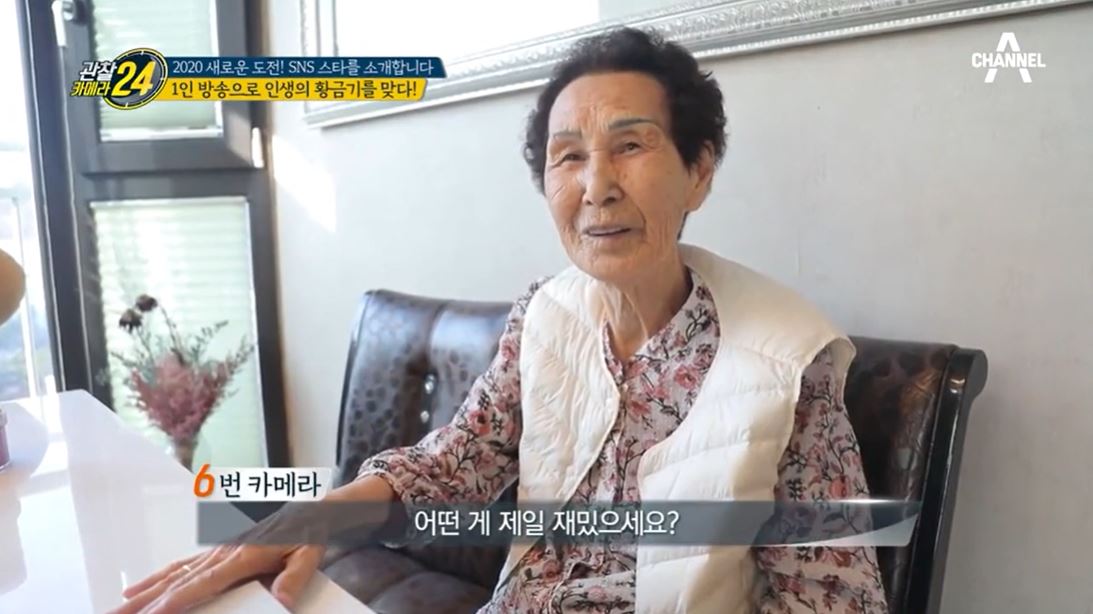 관찰
카메라 24
2020 새로운 도전! SNS 스타를 소개합니다
1인 방송으로 인생의 황금기를 맞다!
CHANNEL A
6번 카메라
어떤 게 제일 재밌으세요?